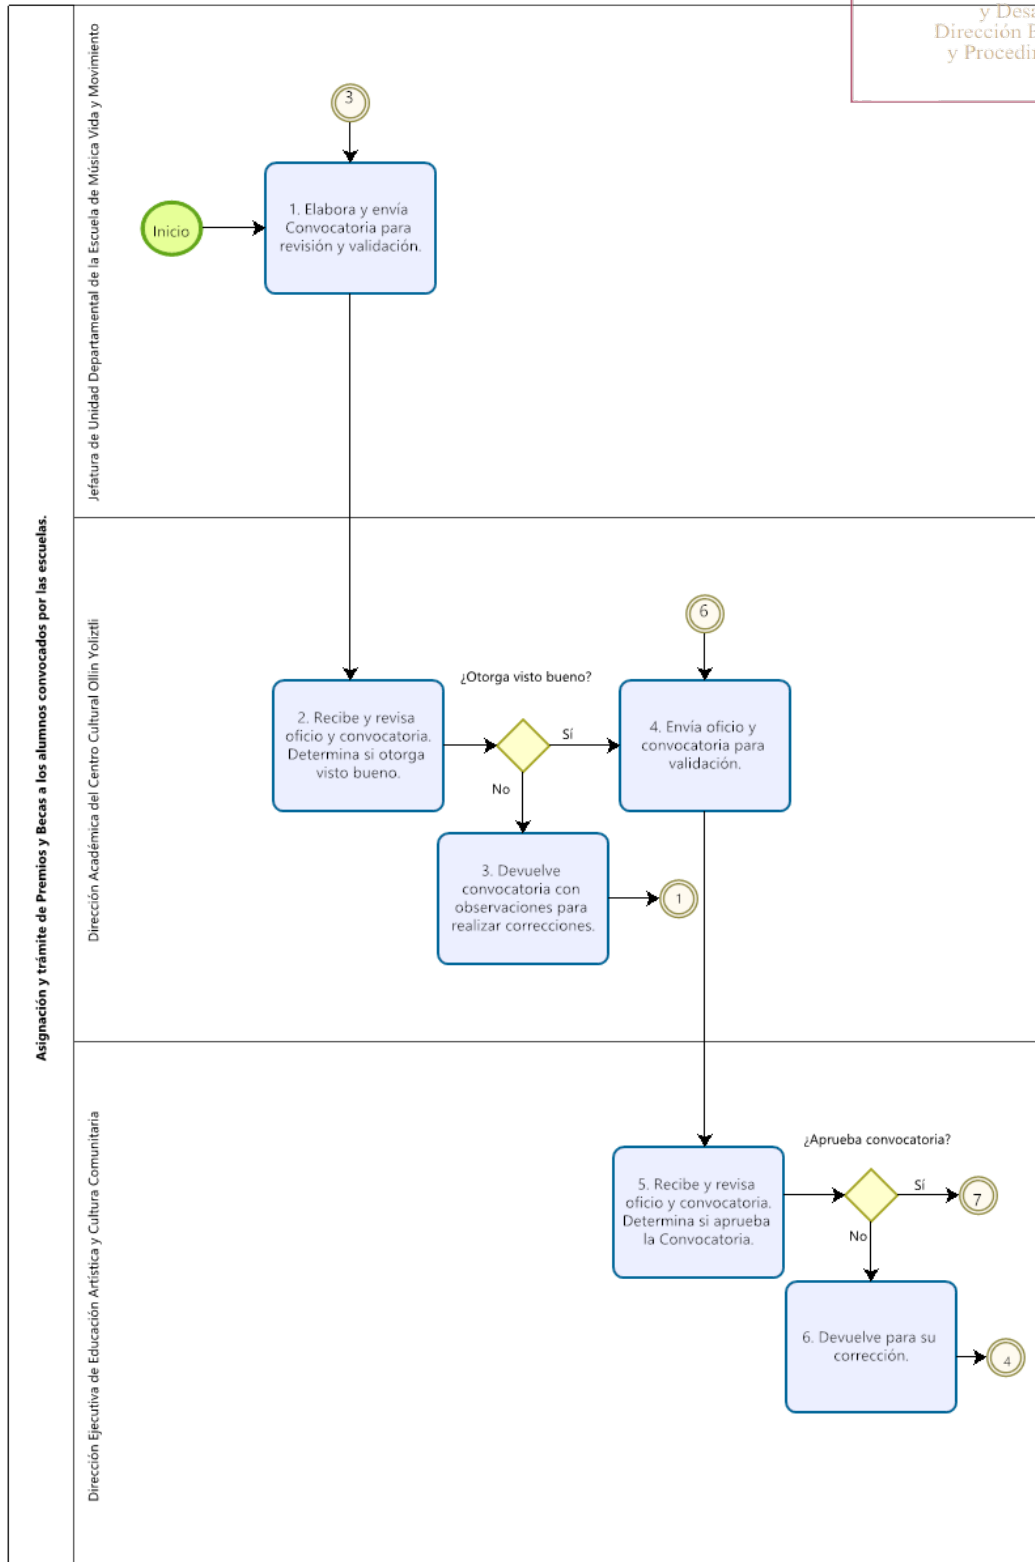 y Desa
Dirección E
y Procedi
Asignación y trámite de Premios y Becas a los alumnos convocados por las escuelas.
Jefatura de Unidad Departamental de la Escuela de Música Vida y Movimiento
3
Inicio
1. Elabora y envía
Convocatoria para
revisión y validación.
Dirección Académica del Centro Cultural Ollin Yoliztli
6
¿Otorga visto bueno?
2. Recibe y revisa
oficio y convocatoria.
Determina si otorga
visto bueno.
Sí
No
4. Envía oficio y
convocatoria para
validación.
3. Devuelve
convocatoria con
observaciones para
realizar correcciones.
1
Dirección Ejecutiva de Educación Artística y Cultura Comunitaria
¿Aprueba convocatoria?
5. Recibe y revisa
oficio y convocatoria.
Determina si aprueba
la Convocatoria.
Sí
7
No
6. Devuelve para su
corrección.
4